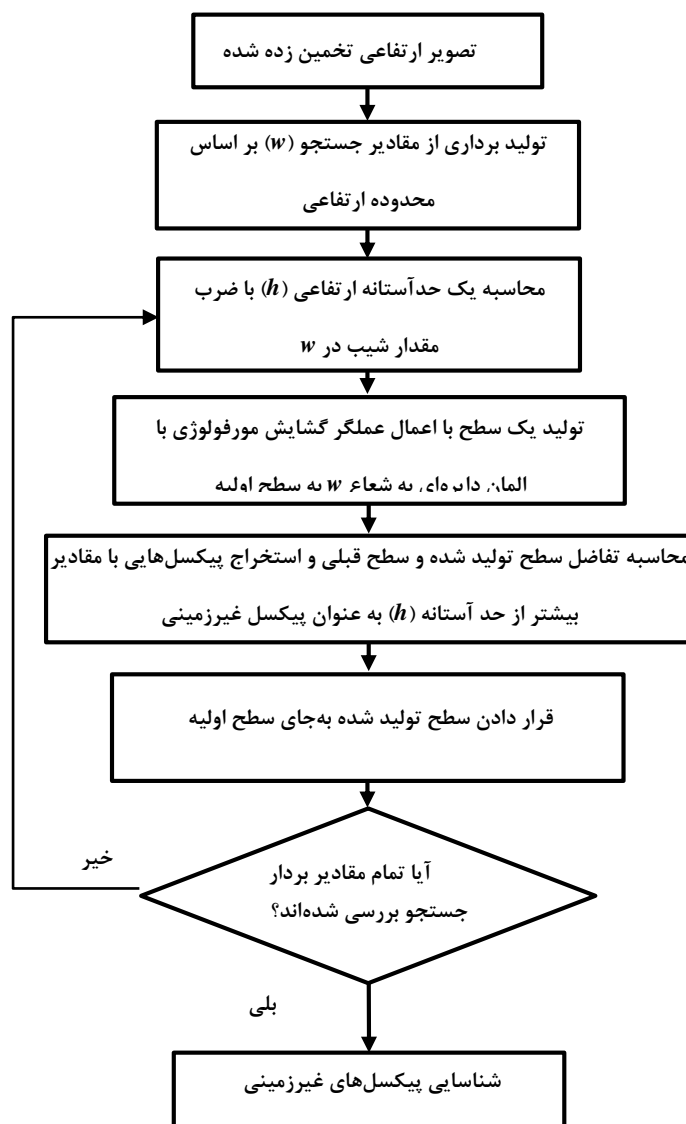 تصویر ارتفاعی تخمین زده شده
تولید برداری از مقادیر جستجو (w) بر اساس
محدوده ارتفاعی
محاسبه یک حدآستانه ارتفاعی (h) با ضرب
مقدار شیب در w
تولید یک سطح با اعمال عملگر گشایش مورفولوژی با
المان دایره‌ای به شعاع w به سطح اولیه
محاسبه تفاضل سطح تولید شده و سطح قبلی و استخراج پیکسل‌هایی با مقادیر
بیشتر از حد آستانه (h) به عنوان پیکسل غیرزمینی
قرار دادن سطح تولید شده به‌جای سطح اولیه
خیر
آیا تمام مقادیر بردار
جستجو بررسی شده‌اند؟
بلی
شناسایی پیکسل‌های غیرزمینی